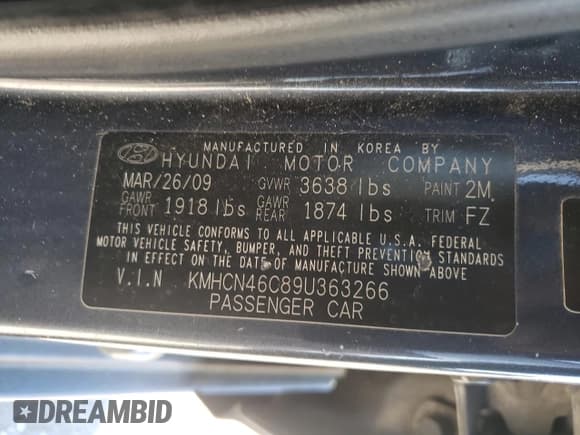 MANUFACTURED IN KOREA BY
HYUNDAI MOTOR COMPANY
MAR/26/09 GVWR 3638 lbs PAINT 2M
GAWR FRONT 1918 lbs GAWR REAR 1874 lbs TRIM FZ
THIS VEHICLE CONFORMS TO ALL APPLICABLE U.S.A. FEDERAL
MOTOR VEHICLE SAFETY, BUMPER, AND THEFT PREVENTION STANDARDS
IN EFFECT ON THE DATE OF MANUFACTURE SHOWN ABOVE
V.I.N KMHCN46C89U363266
PASSENGER CAR
DREAMBID